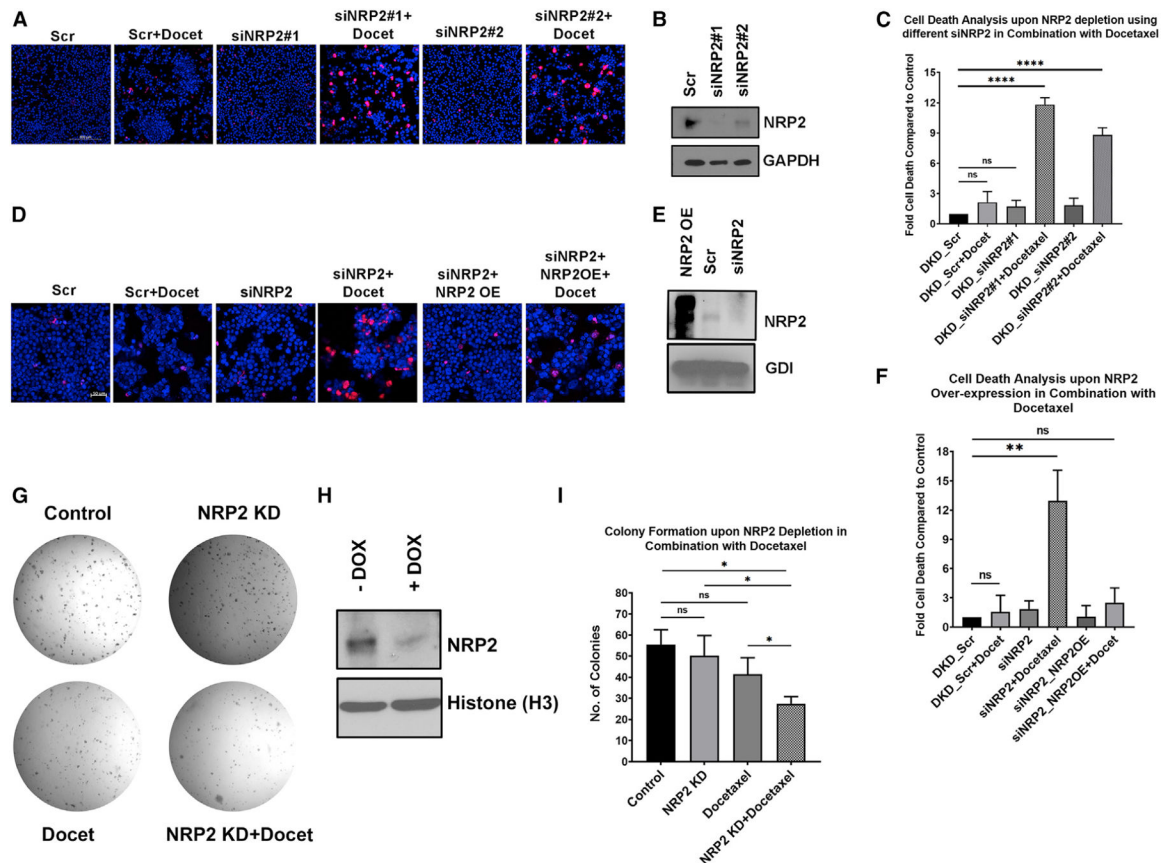 A
Scr
Scr+Docet
siNRP2#1
siNRP2#1+
Docet
siNRP2#2
siNRP2#2+
Docet
B
Scr
siNRP2#1
siNRP2#2
NRP2
GAPDH
C
Cell Death Analysis upon NRP2 depletion using
different siNRP2 in Combination with Docetaxel
Fold Cell Death Compared to Control
15
12
9
6
3
0
****
****
ns
ns
DKD_Scr
DKD_Scr+Docet
DKD_siNRP2#1
DKD_siNRP2#1+Docetaxel
DKD_siNRP2#2
DKD_siNRP2#2+Docetaxel
D
Scr
Scr+Docet
siNRP2
siNRP2+
Docet
siNRP2+
NRP2 OE
siNRP2+
NRP2OE+
Docet
E
NRP2 OE
Scr
siNRP2
NRP2
GDI
F
Cell Death Analysis upon NRP2
Over-expression in Combination with
Docetaxel
Fold Cell Death Compared to Control
18
15
12
9
6
3
0
ns
**
ns
DKD_Scr
DKD_Scr+Docet
siNRP2
siNRP2+Docetaxel
siNRP2_NRP2OE
siNRP2_NRP2OE+Docet
G
Control
NRP2 KD
Docet
NRP2 KD+Docet
H
- DOX
+ DOX
NRP2
Histone (H3)
I
Colony Formation upon NRP2 Depletion in
Combination with Docetaxel
No. of Colonies
80
70
60
50
40
30
20
10
0
*
*
ns
ns
*
Control
NRP2 KD
Docetaxel
NRP2 KD+Docetaxel